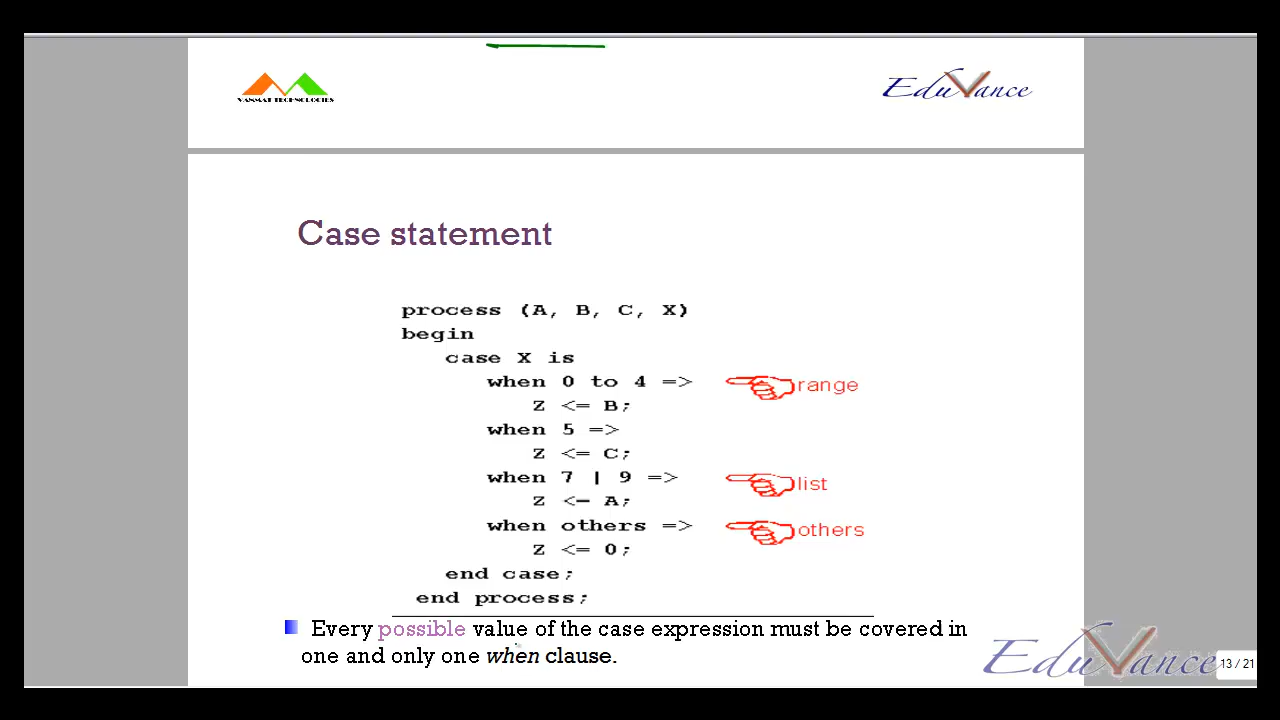 VANMAT TECHNOLOGIES
EduVance
Case statement
process (A, B, C, X)
begin
case X is
when 0 to 4 =>
range
Z <= B;
when 5 =>
Z <= C;
when 7 | 9 =>
list
Z <= A;
when others =>
others
Z <= 0;
end case;
end process;
Every possible value of the case expression must be covered in
one and only one when clause.
EduVance
13 / 21